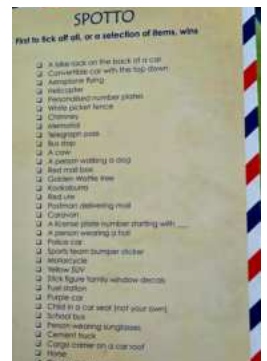 SPOTTO
First to tick off all, or a selection of items, wins
A bike rack on the back of a car
Convertible car with the top down
Aeroplane flying
Helicopter
Personalised number plates
White picket fence
Chimney
Memorial
Telegraph pole
Bus stop
A cow
A person walking a dog
Red mail box
Golden Wattle tree
Kookaburra
Red ute
Postman delivering mail
Caravan
A license plate number starting with __
A person wearing a hat
Police car
Sports team bumper sticker
Motorcycle
Yellow SUV
Stick figure family window decals
Fuel station
Purple car
Child in a car seat (not your own)
School bus
Person wearing sunglasses
Cement truck
Cargo carrier on a car roof
Horse